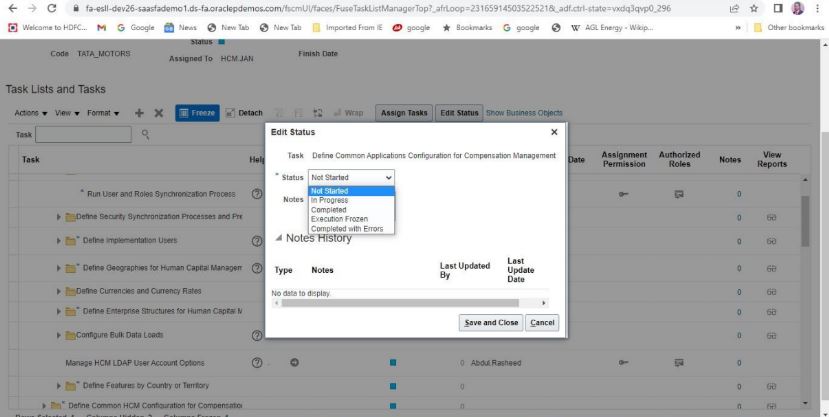 fa-esll-dev26-saasfademo1.ds-fa.oraclepdemos.com/fscmUI/faces/FuseTaskListManagerTop?_afrLoop=23165914503522521&_adf.ctrl-state=vxdq3qvp0_296
Welcome to HDFC... Google News New Tab New Tab Imported From IE google Bookmarks google AGL Energy - Wikip... » Other bookmarks
Status
Code TATA_MOTORS Finish Date
Assigned To HCM.JAN
Task Lists and Tasks
Actions View Format Freeze Detach Wrap Assign Tasks Edit Status Show Business Objects
Task
Task Help Date Assignment Permission Authorized Roles Notes View Reports
Edit Status
Task Define Common Applications Configuration for Compensation Management
* Status Not Started
Not Started
In Progress
Completed
Execution Frozen
Completed with Errors
Notes
Notes History
Type Notes Last Updated By Last Update Date
No data to display.
Save and Close Cancel
* Run User and Roles Synchronization Process 0
Define Security Synchronization Processes and Pre 0
* Define Implementation Users 0
* Define Geographies for Human Capital Managem 0
Define Currencies and Currency Rates 0
* Define Enterprise Structures for Human Capital M 0
Configure Bulk Data Loads 0
Manage HCM LDAP User Account Options 0 Abdul.Rasheed 0
* Define Features by Country or Territory 0 0
* Define Common HCM Configuration for Compensation 0 0